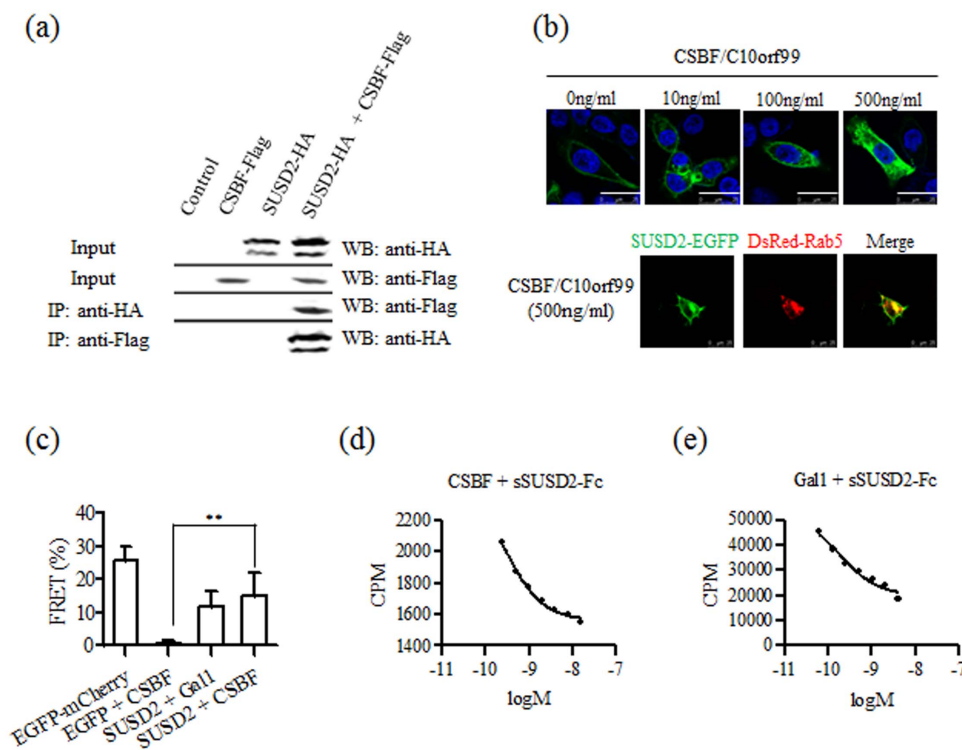 (a)
Control
CSBF-Flag
SUSD2-HA
SUSD2-HA + CSBF-Flag
Input
WB: anti-HA
Input
WB: anti-Flag
IP: anti-HA
WB: anti-Flag
IP: anti-Flag
WB: anti-HA
(b)
CSBF/C10orf99
0ng/ml 10ng/ml 100ng/ml 500ng/ml
SUSD2-EGFP DsRed-Rab5 Merge
CSBF/C10orf99
(500ng/ml)
(c)
FRET (%)
40
30
20
10
0
**
EGFP-mCherry
EGFP + CSBF
SUSD2 + Gal1
SUSD2 + CSBF
(d)
CSBF + sSUSD2-Fc
CPM
2200
2000
1800
1600
1400
-11 -10 -9 -8 -7
logM
(e)
Gal1 + sSUSD2-Fc
CPM
50000
40000
30000
20000
10000
0
-11 -10 -9 -8 -7
logM